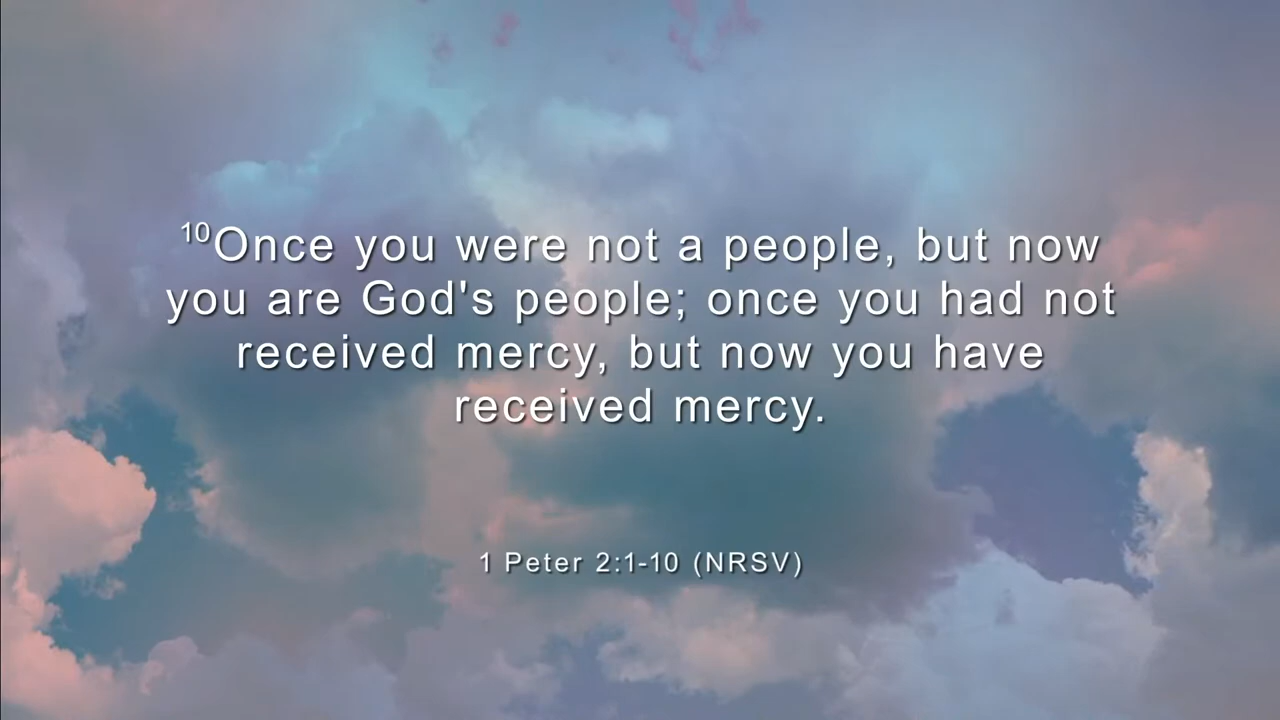 10Once you were not a people, but now
you are God's people; once you had not
received mercy, but now you have
received mercy.
1 Peter 2:1-10 (NRSV)